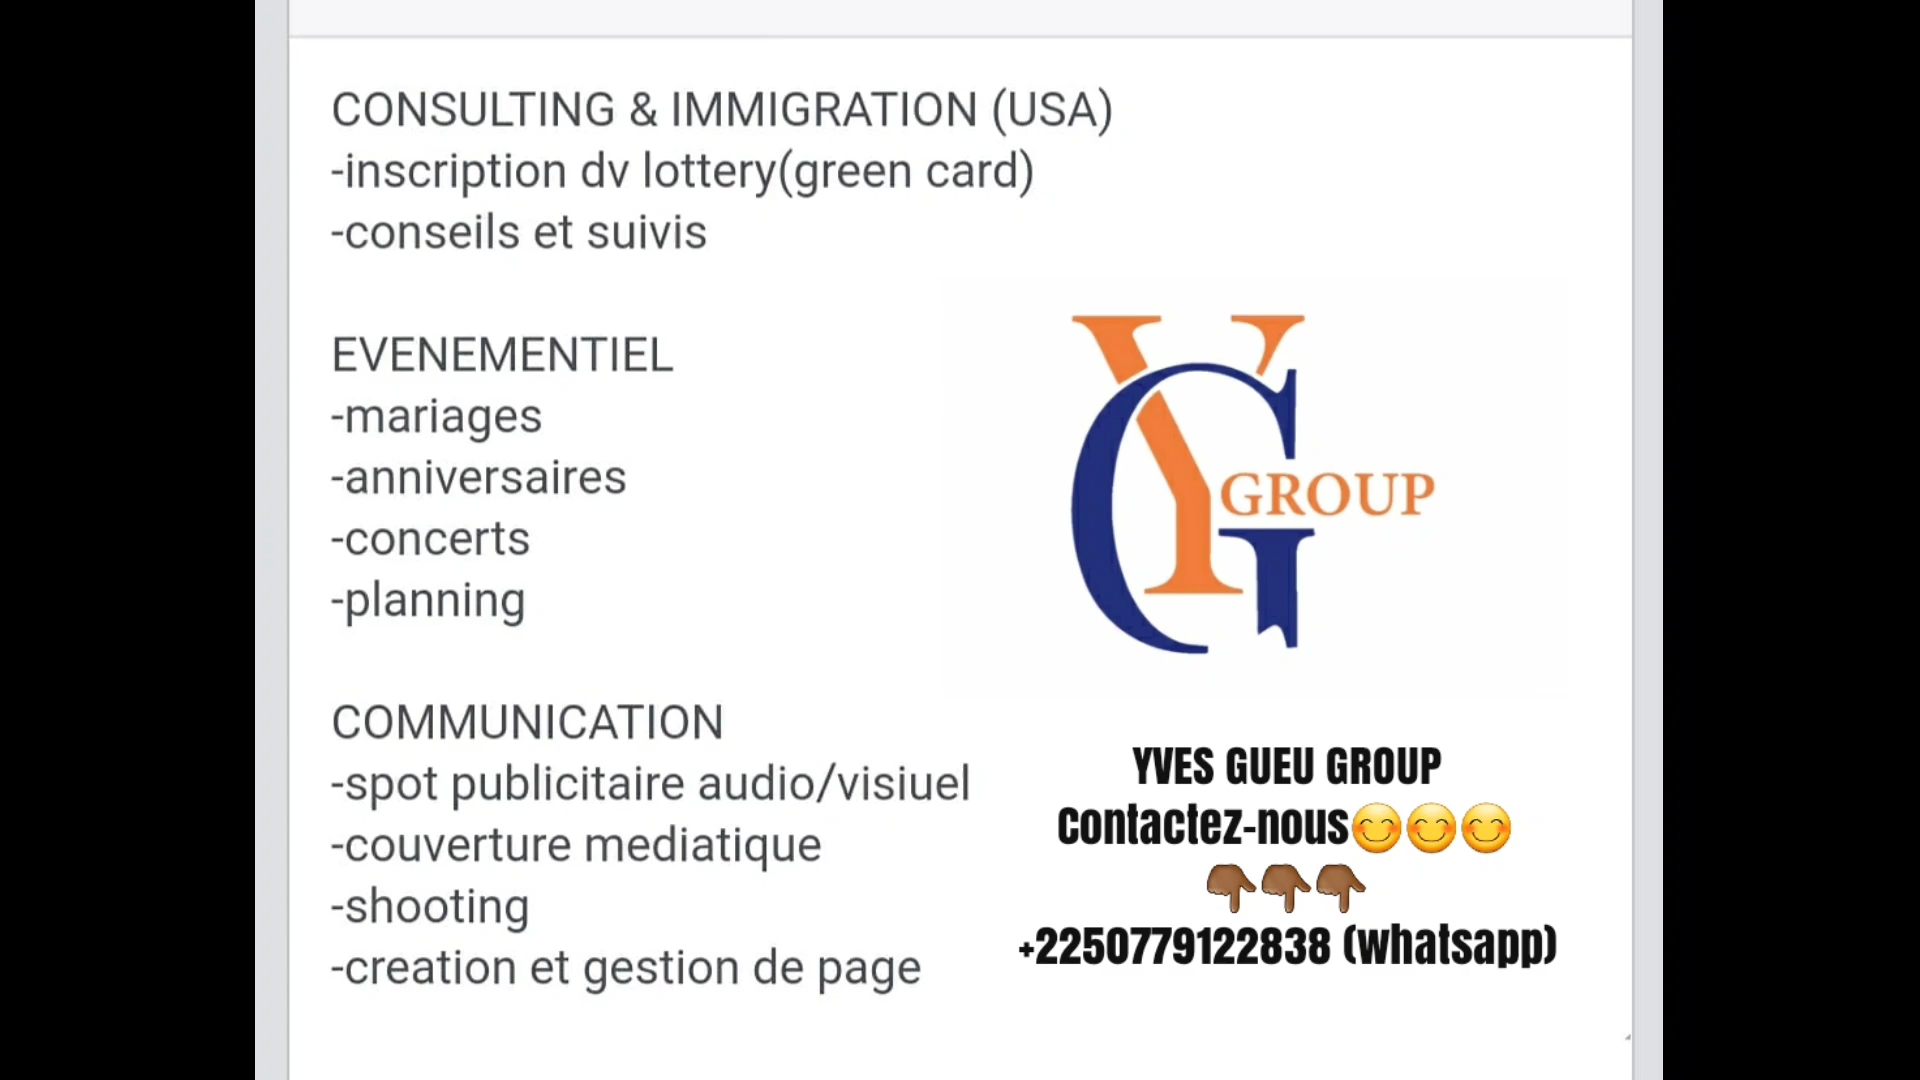 CONSULTING & IMMIGRATION (USA)
-inscription dv lottery(green card)
-conseils et suivis
EVENEMENTIEL
-mariages
-anniversaires
-concerts
-planning
COMMUNICATION
-spot publicitaire audio/visiuel
-couverture mediatique
-shooting
-creation et gestion de page
YG
GROUP
YVES GUEU GROUP
Contactez-nous😊😊😊
👇🏾👇🏾👇🏾
+2250779122838 (whatsapp)